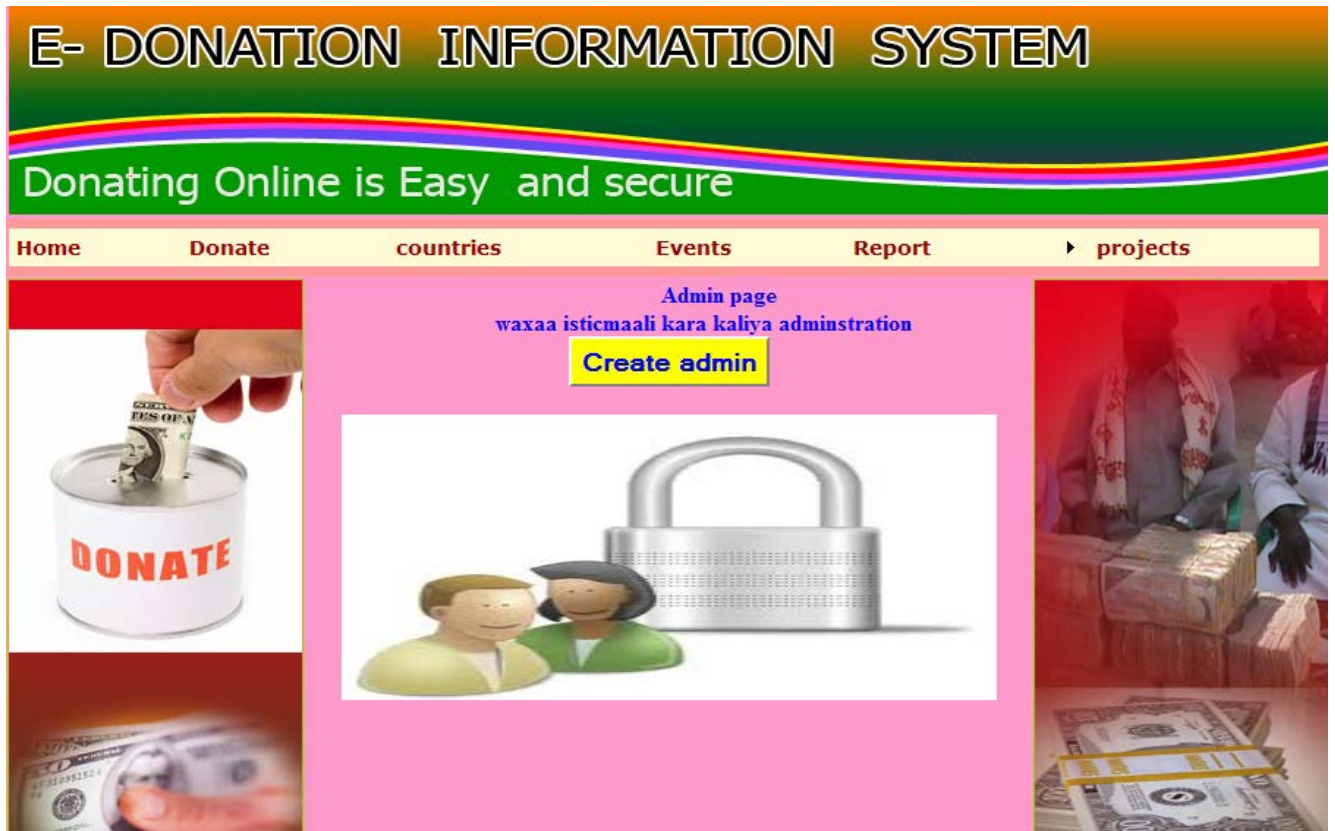 E- DONATION INFORMATION SYSTEM
Donating Online is Easy and secure
Home Donate countries Events Report projects
Admin page
waxaa isticmaali kara kaliya adminstration
Create admin
DONATE